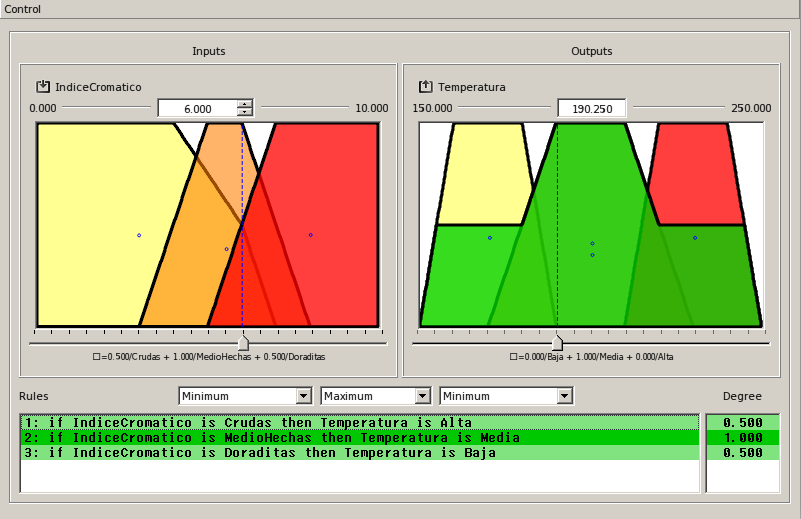 Control
Inputs
Outputs
IndiceCromatico
Temperatura
0.000 6.000 10.000
150.000 190.250 250.000
□=0.500/Crudas + 1.000/MedioHechas + 0.500/Doraditas
□=0.000/Baja + 1.000/Media + 0.000/Alta
Rules Minimum Maximum Minimum Degree
1: if IndiceCromatico is Crudas then Temperatura is Alta 0.500
2: if IndiceCromatico is MedioHechas then Temperatura is Media 1.000
3: if IndiceCromatico is Doraditas then Temperatura is Baja 0.500